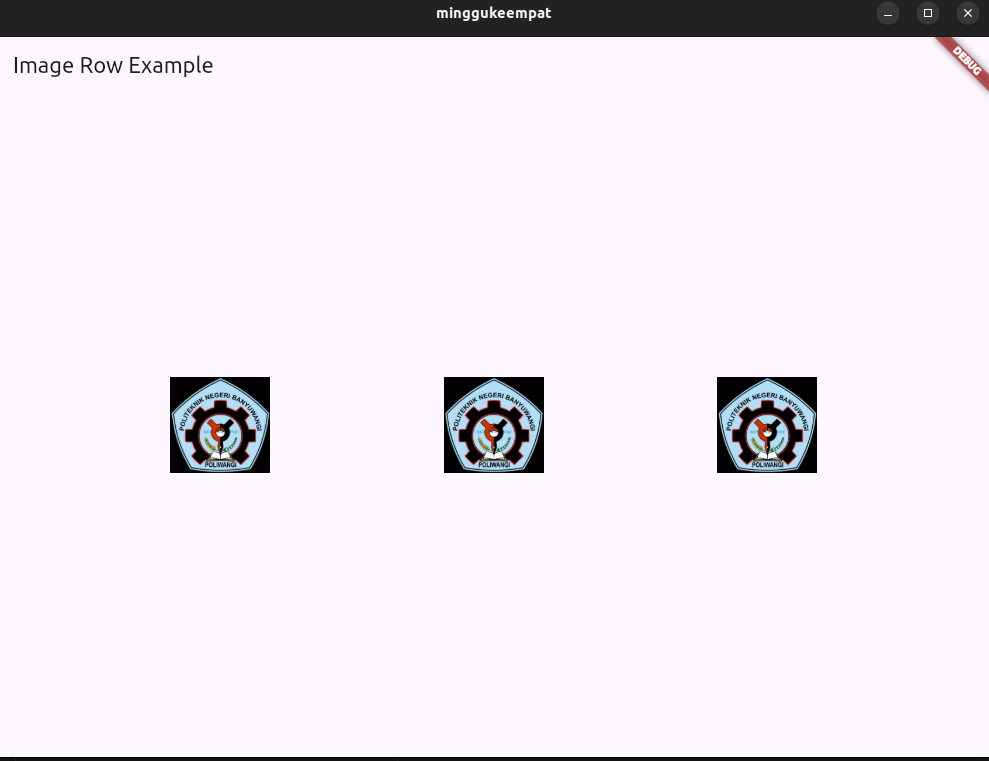 minggukeempat
Image Row Example
DEBUG
POLITEKNIK NEGERI BANYUWANGI
POLIWANGI
POLITEKNIK NEGERI BANYUWANGI
POLIWANGI
POLITEKNIK NEGERI BANYUWANGI
POLIWANGI